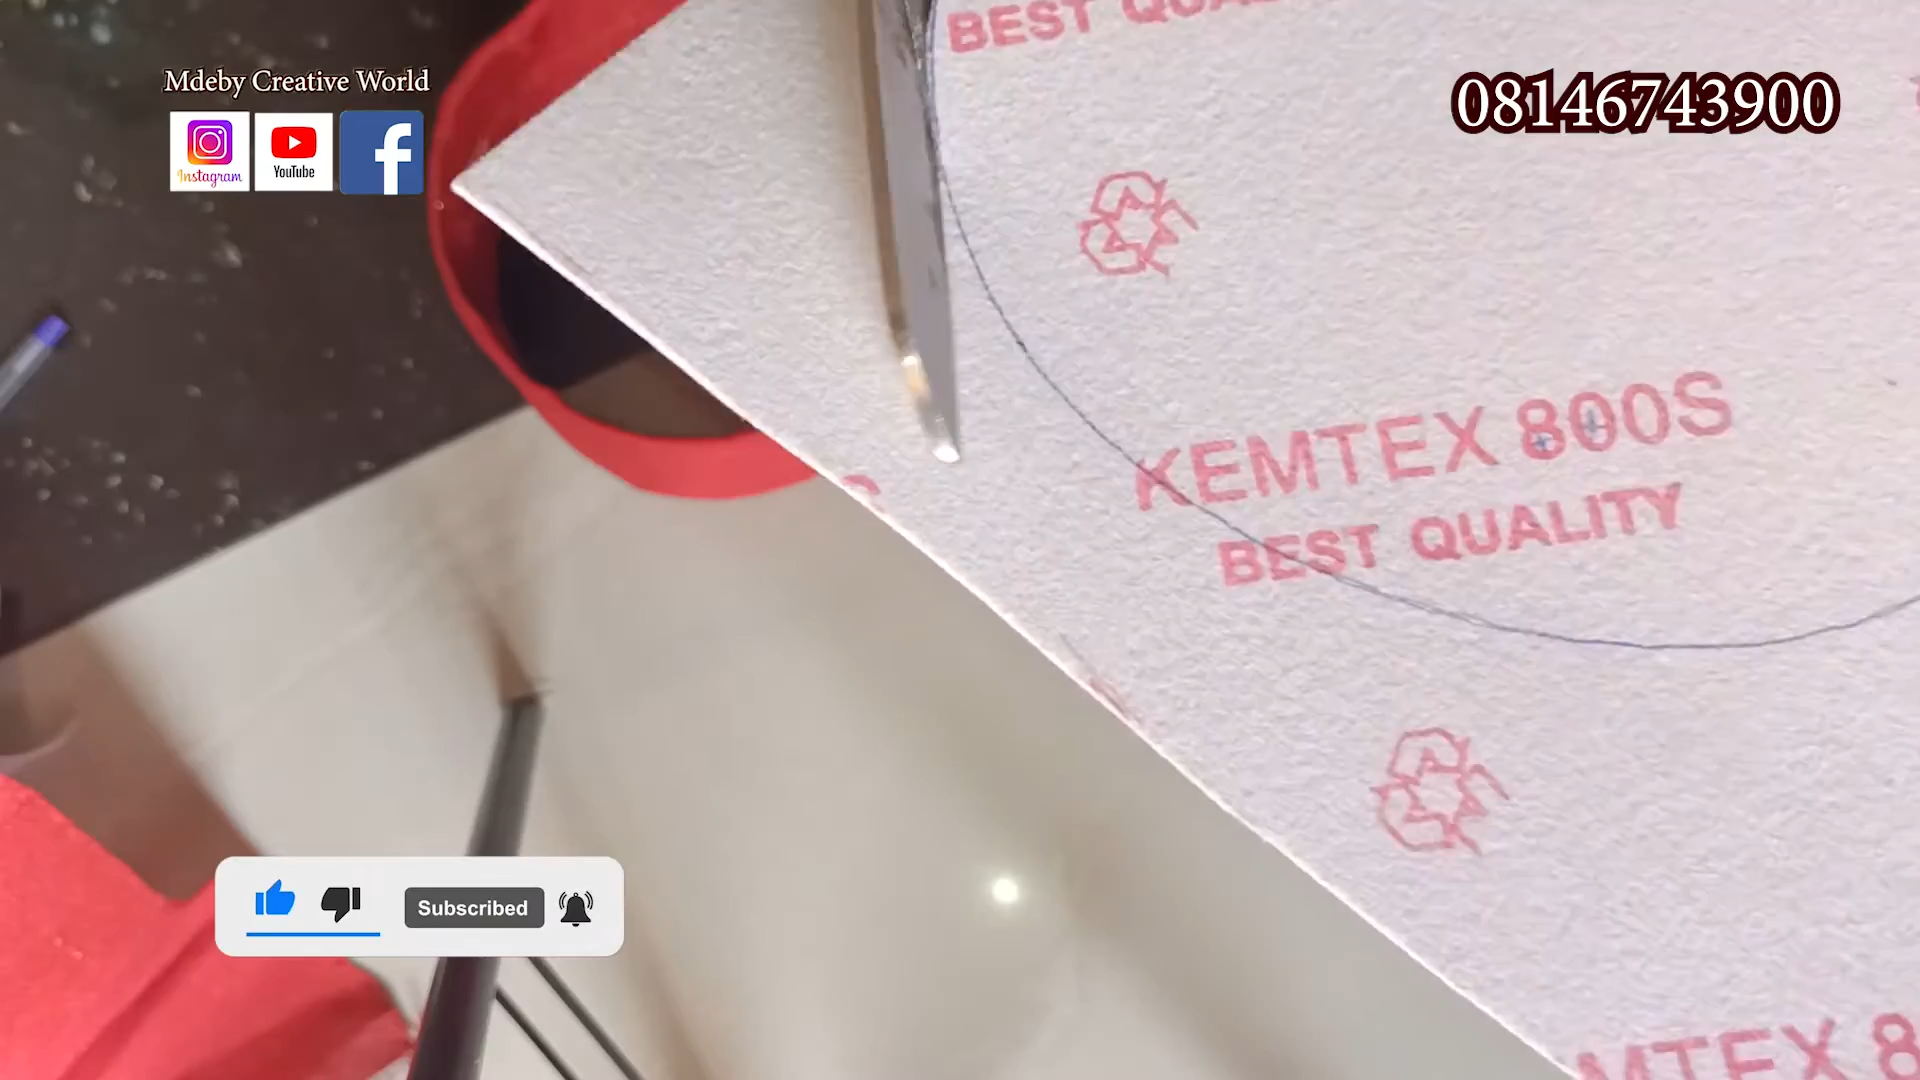 Mdeby Creative World
Instagram
YouTube
08146743900
BEST
KEMTEX 800S
BEST QUALITY
Subscribed